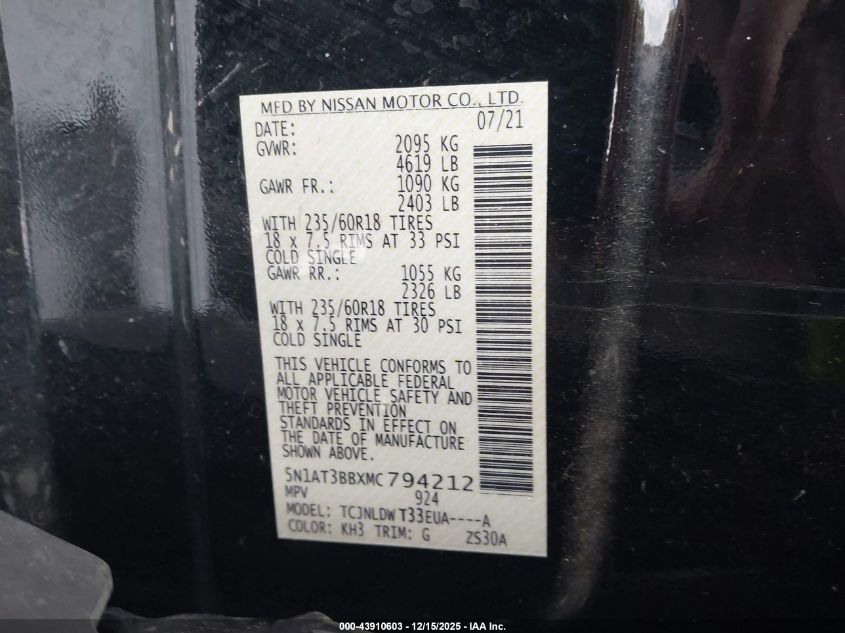 MFD BY NISSAN MOTOR CO., LTD.
DATE: 07/21
GVWR: 2095 KG
4619 LB
GAWR FR.: 1090 KG
2403 LB
WITH 235/60R18 TIRES
18 x 7.5 RIMS AT 33 PSI
COLD SINGLE
GAWR RR.: 1055 KG
2326 LB
WITH 235/60R18 TIRES
18 x 7.5 RIMS AT 30 PSI
COLD SINGLE
THIS VEHICLE CONFORMS TO
ALL APPLICABLE FEDERAL
MOTOR VEHICLE SAFETY AND
THEFT PREVENTION
STANDARDS IN EFFECT ON
THE DATE OF MANUFACTURE
SHOWN ABOVE.
5N1AT3BBXMC794212
MPV 924
MODEL: TCJNLDWT33EUA----A
COLOR: KH3 TRIM: G ZS30A
000-43910603 - 12/15/2025 - IAA Inc.